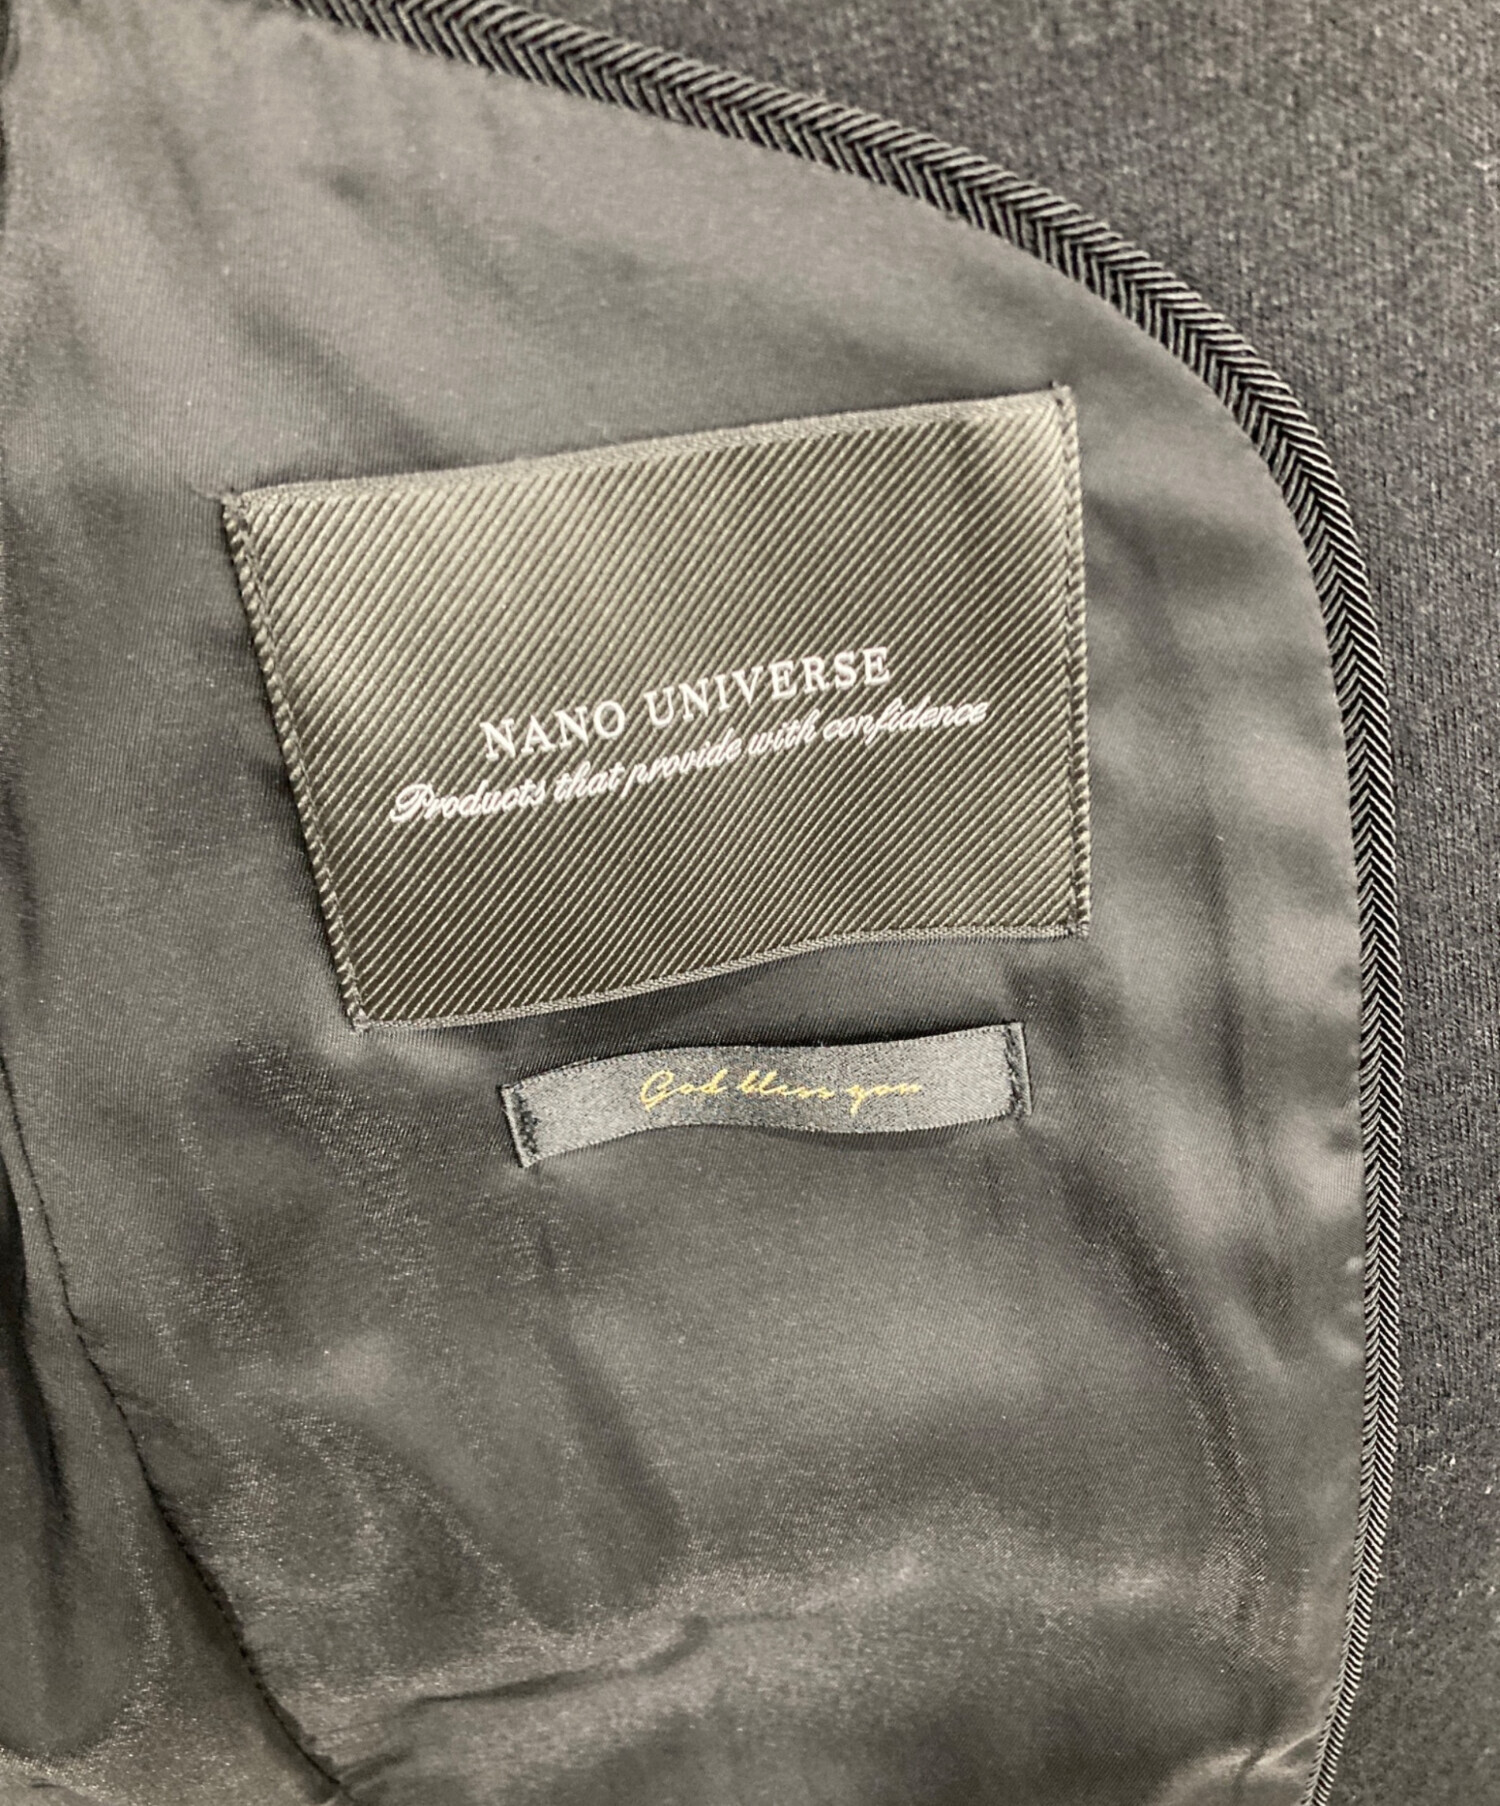 NANO UNIVERSE
Products that provide with confidence
God bless you